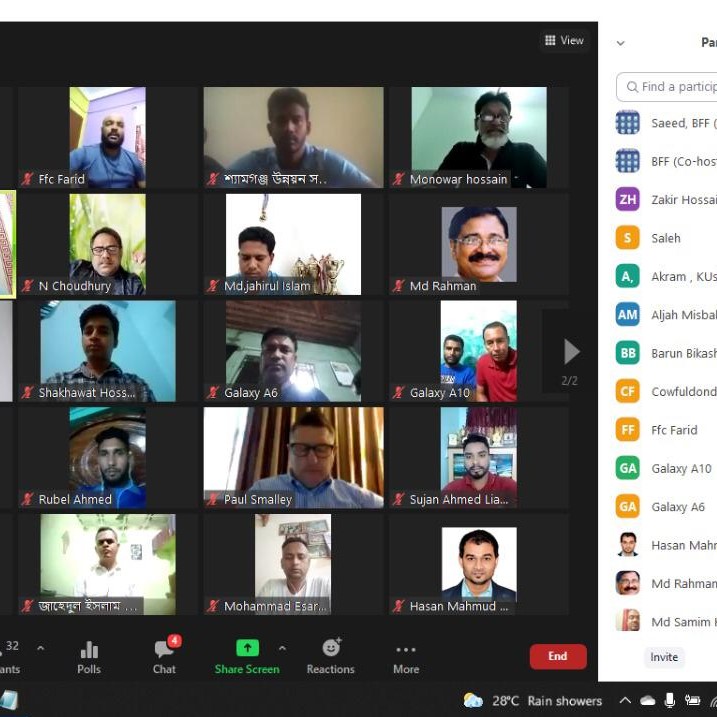 View
Ffc Farid
শ্যামগঞ্জ উন্নয়ন স..
Monowar hossain
N Choudhury
Md.jahirul Islam
Md Rahman
Shakhawat Hoss...
Galaxy A6
Galaxy A10
2/2
Rubel Ahmed
Paul Smalley
Sujan Ahmed Lia...
জাহেদুল ইসলাম ...
Mohammad Esar...
Hasan Mahmud ...
32
ants
Polls
Chat
4
Share Screen
Reactions
More
End
Par
Find a particip
Saeed, BFF (
BFF (Co-host
ZH Zakir Hossai
S Saleh
A, Akram , KUs
AM Aljah Misbah
BB Barun Bikash
CF Cowfuldond
FF Ffc Farid
GA Galaxy A10
GA Galaxy A6
Hasan Mahm
Md Rahman
Md Samim H
Invite
28°C Rain showers